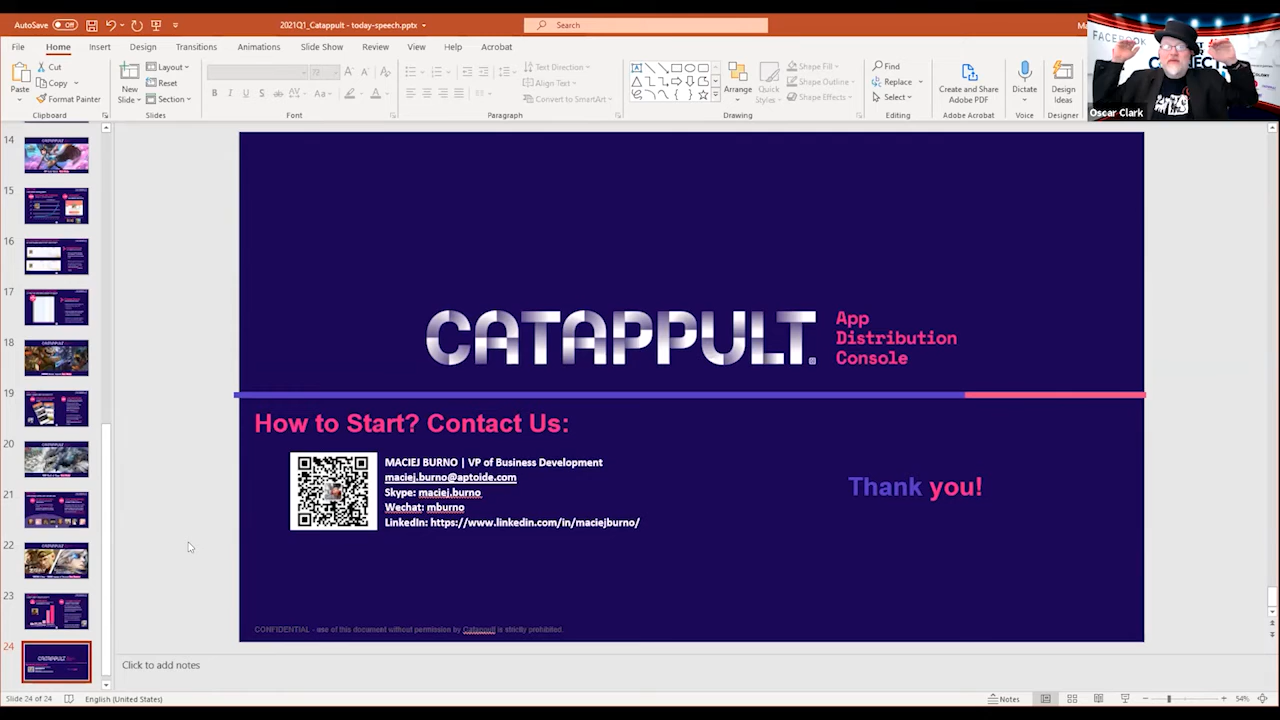 AutoSave Off
2021Q1_Catappult - today-speech.pptx
Search
File Home Insert Design Transitions Animations Slide Show Review View Help Acrobat
Paste
Cut
Copy
Format Painter
Clipboard
New Slide
Layout
Reset
Section
Slides
72
B I U S ab AV Aa A
Font
Text Direction
Align Text
Convert to SmartArt
Paragraph
Arrange
Quick Styles
Shape Fill
Shape Outline
Shape Effects
Drawing
Find
Replace
Select
Editing
Create and Share Adobe PDF
Adobe Acrobat
Dictate
Voice
Design Ideas
Designer
FACEBOOK
Oscar Clark
14
15
16
17
18
19
20
21
22
23
24
CATAPPULT
App
Distribution
Console
How to Start? Contact Us:
MACIEJ BURNO | VP of Business Development
maciej.burno@aptoide.com
Skype: maciej.burno
Wechat: mburno
LinkedIn: https://www.linkedin.com/in/maciejburno/
Thank you!
CONFIDENTIAL - use of this document without permission by Catappult is strictly prohibited.
Click to add notes
Slide 24 of 24
English (United States)
Notes
54%